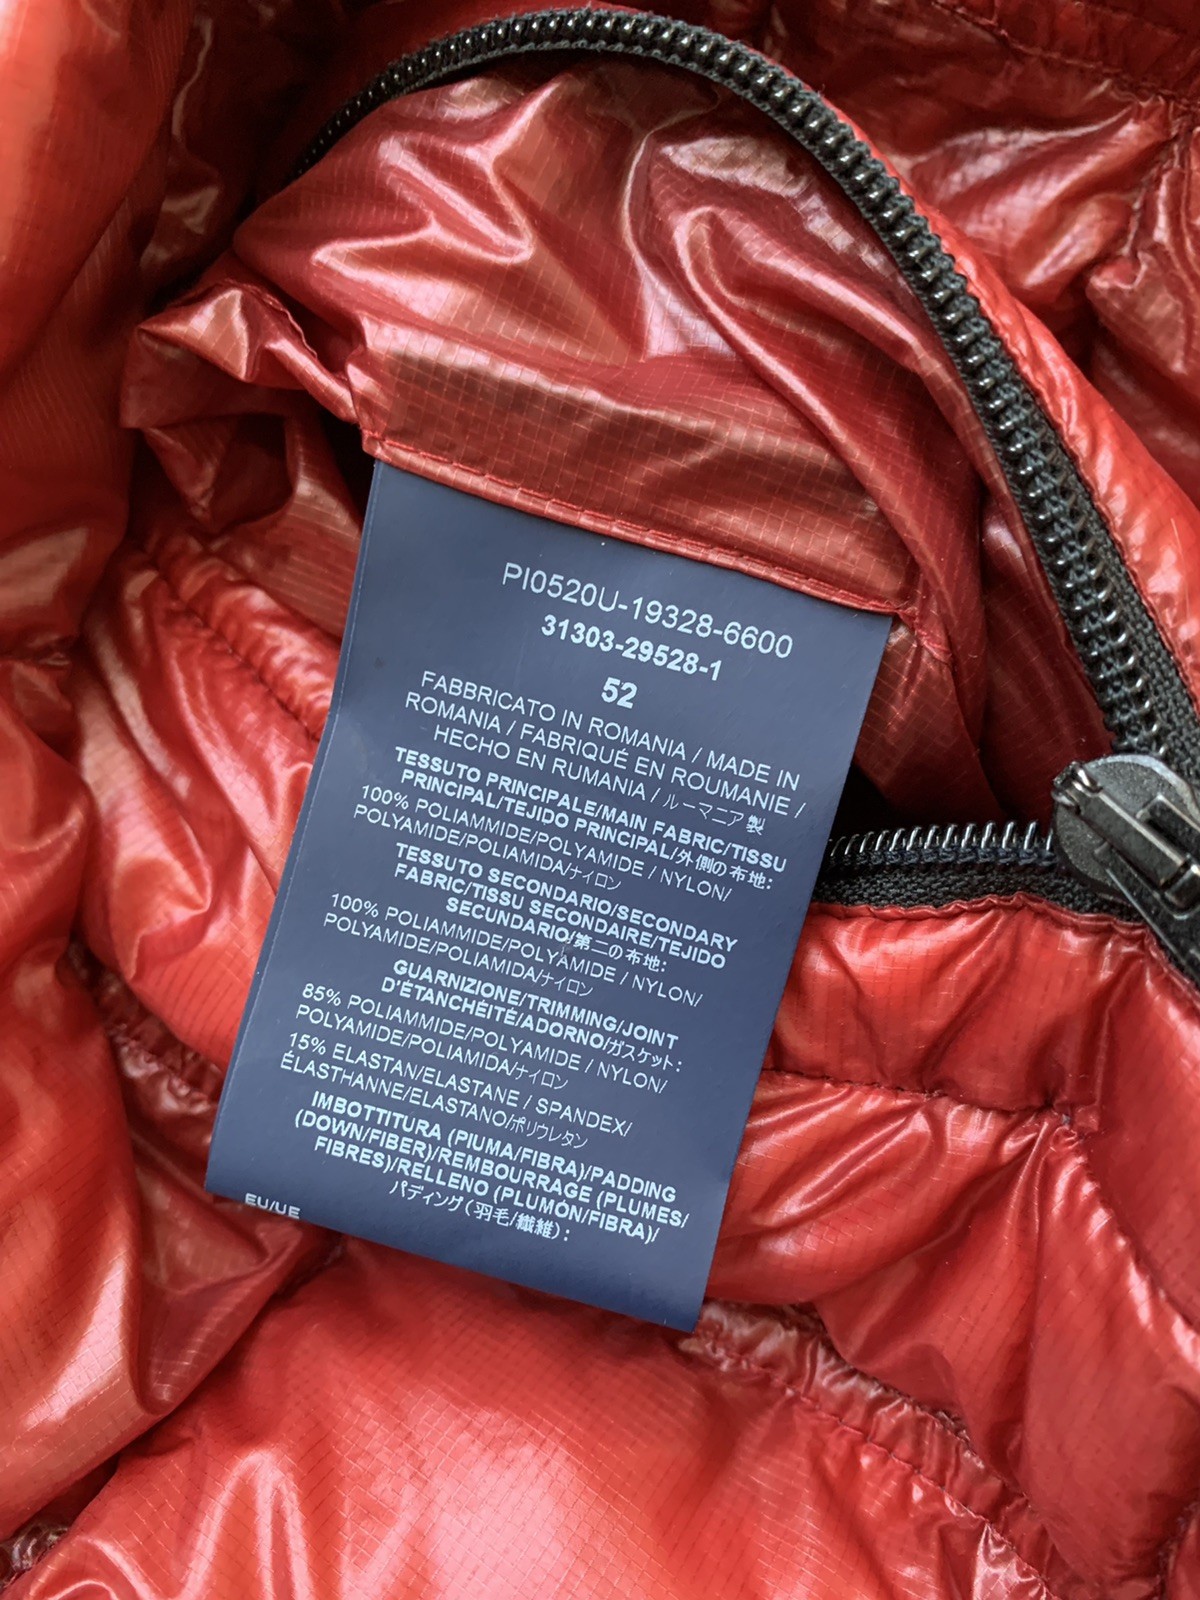 PI0520U-19328-6600
31303-29528-1
52
FABBRICATO IN ROMANIA / MADE IN
ROMANIA / FABRIQUÉ EN ROUMANIE /
HECHO EN RUMANIA / ルーマニア製
TESSUTO PRINCIPALE/MAIN FABRIC/TISSU
PRINCIPAL/TEJIDO PRINCIPAL/外側の布地:
100% POLIAMMIDE/POLYAMIDE / NYLON/
POLYAMIDE/POLIAMIDA/ナイロン
TESSUTO SECONDARIO/SECONDARY
FABRIC/TISSU SECONDAIRE/TEJIDO
SECUNDARIO/第二の布地:
100% POLIAMMIDE/POLYAMIDE / NYLON/
POLYAMIDE/POLIAMIDA/ナイロン
GUARNIZIONE/TRIMMING/JOINT
D'ÉTANCHÉITÉ/ADORNO/ガスケット:
85% POLIAMMIDE/POLYAMIDE / NYLON/
POLYAMIDE/POLIAMIDA/ナイロン
15% ELASTAN/ELASTANE / SPANDEX/
ÉLASTHANNE/ELASTANO/ポリウレタン
IMBOTTITURA (PIUMA/FIBRA)/PADDING
(DOWN/FIBER)/REMBOURRAGE (PLUMES/
FIBRES)/RELLENO (PLUMÓN/FIBRA)/
パディング(羽毛/繊維):
EU/UE